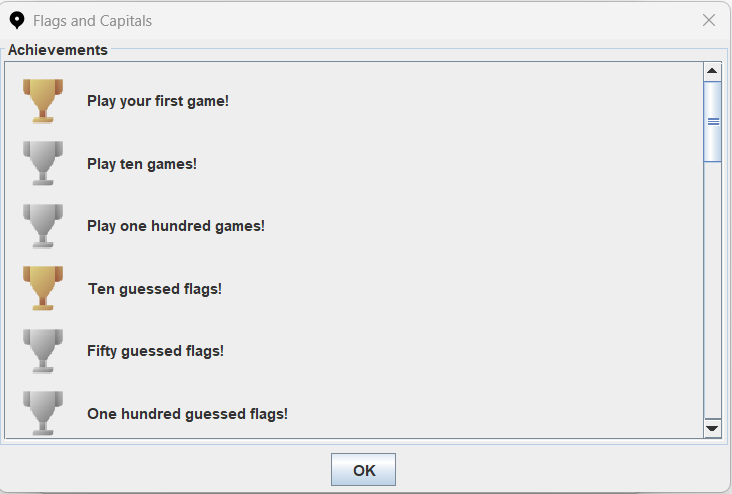 Flags and Capitals
Achievements
Play your first game!
Play ten games!
Play one hundred games!
Ten guessed flags!
Fifty guessed flags!
One hundred guessed flags!
OK